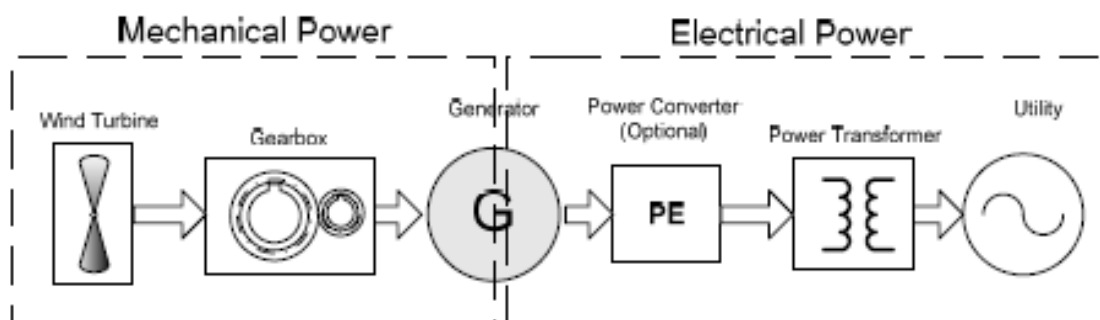 Mechanical Power
Electrical Power
Wind Turbine
Gearbox
Generator
Power Converter
(Optional)
Power Transformer
Utility
G
PE